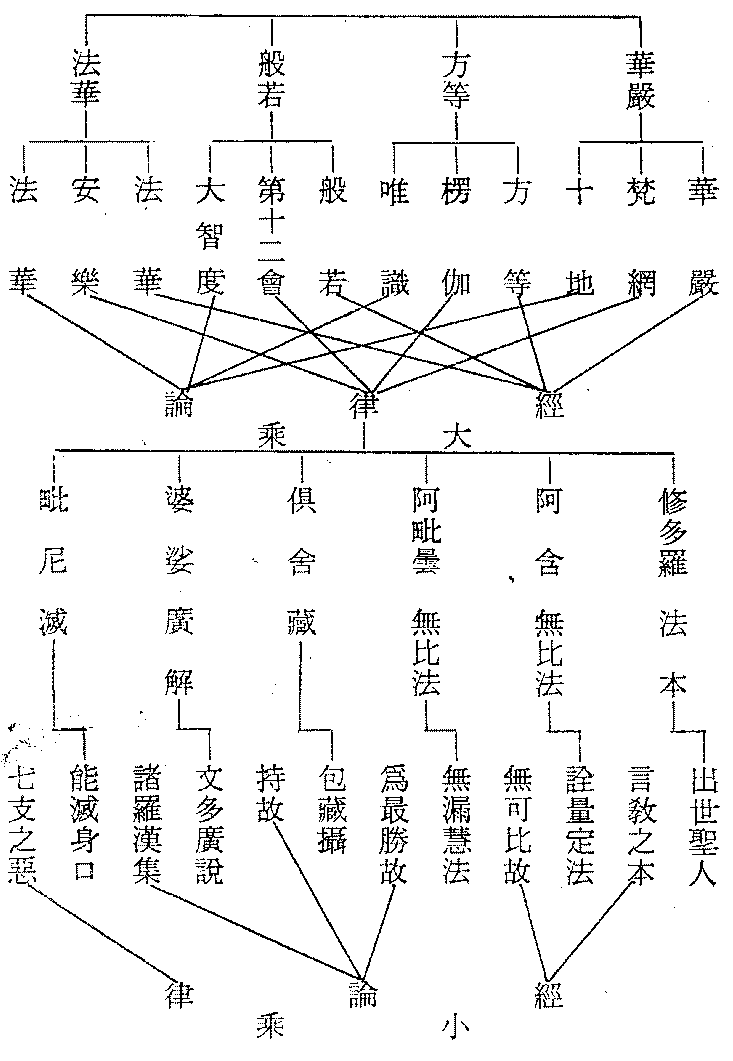 華嚴
方等
般若
法華
華嚴
梵網
十地
方等
楞伽
唯識
般若
第十二會
大智度
法華
安樂
法華
經
律
論
大乘
修多羅法本
阿含無比法
阿毗曇無比法
俱舍藏
婆娑廣解
毗尼滅
出世聖人
言教之本
詮量定法
無可比故
無漏慧法
爲最勝故
包藏攝
持故
文多廣說
諸羅漢集
能滅身口
七支之惡
經
論
律
小乘